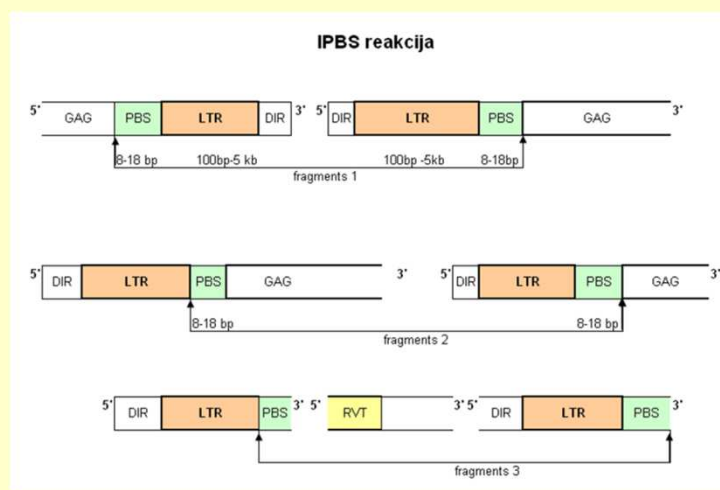 IPBS reakcija
5' GAG PBS LTR DIR 3' DIR LTR PBS GAG 3'
8-18 bp 100bp-5 kb 100bp -5kb 8-18bp
fragments 1
5' DIR LTR PBS GAG 3' 5' DIR LTR PBS GAG 3'
8-18 bp 8-18 bp
fragments 2
5' DIR LTR PBS 3' 5' RVT 3' 5' DIR LTR PBS 3'
fragments 3